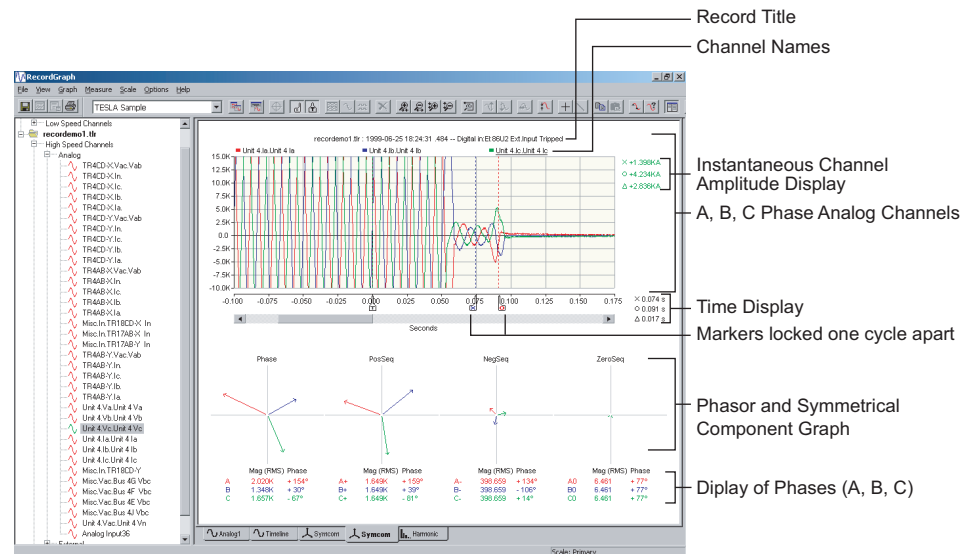 Record Title
Channel Names
RecordGraph
File View Graph Measure Scale Options Help
TESLA Sample
Low Speed Channels
recordemo1.tlr
High Speed Channels
Analog
TR4CD-X.Vac.Vab
TR4CD-X.In.
TR4CD-X.Ic.
TR4CD-X.Ib.
TR4CD-X.Ia.
TR4CD-Y.Vac.Vab
TR4CD-Y.In.
TR4CD-Y.Ic.
TR4CD-Y.Ib.
TR4CD-Y.Ia.
TR4AB-X.Vac.Vab
TR4AB-X.In.
TR4AB-X.Ic.
TR4AB-X.Ib.
TR4AB-X.Ia.
Misc.In.TR18CD-X In
Misc.In.TR17AB-X In
Misc.In.TR17AB-Y In
TR4AB-Y.Vac.Vab
TR4AB-Y.In.
TR4AB-Y.Ic.
TR4AB-Y.Ib.
TR4AB-Y.Ia.
Unit 4.Va.Unit 4 Va
Unit 4.Vb.Unit 4 Vb
Unit 4.Vc.Unit 4 Vc
Unit 4.Ia.Unit 4 Ia
Unit 4.Ib.Unit 4 Ib
Unit 4.Ic.Unit 4 Ic
Misc.In.TR18CD-Y
Misc.Vac.Bus 4G Vbc
Misc.Vac.Bus 4F Vbc
Misc.Vac.Bus 4E Vbc
Misc.Vac.Bus 4J Vbc
Unit 4.Vac.Unit 4 Vn
Analog Input36
External
recordemo1.tlr : 1999-06-25 18:24:31 .484 -- Digital in:El:86U2 Ext.Input Tripped
Unit 4.Ia.Unit 4 Ia Unit 4.Ib.Unit 4 Ib Unit 4.Ic.Unit 4 Ic
15.0K
12.5K
10.0K
7.5K
5.0K
2.5K
0.0
-2.5K
-5.0K
-7.5K
-10.0K
-0.100 -0.075 -0.050 -0.025 0.000 0.025 0.050 0.075 0.100 0.125 0.150 0.175
Seconds
X +1.398KA
O +4.234KA
Δ +2.836KA
X 0.074 s
O 0.091 s
Δ 0.017 s
Instantaneous Channel
Amplitude Display
A, B, C Phase Analog Channels
Time Display
Markers locked one cycle apart
Phase PosSeq NegSeq ZeroSeq
Phasor and Symmetrical
Component Graph
Mag (RMS) Phase Mag (RMS) Phase Mag (RMS) Phase Mag (RMS) Phase
A 2.020K +154° A+ 1.649K +159° A- 398.659 +134° A0 6.461 +77°
B 1.348K +30° B+ 1.649K +39° B- 398.659 -106° B0 6.461 +77°
C 1.657K -67° C+ 1.649K -81° C- 398.659 +14° C0 6.461 +77°
Diplay of Phases (A, B, C)
Analog1 Timeline Symcom Symcom Harmonic
Scale: Primary